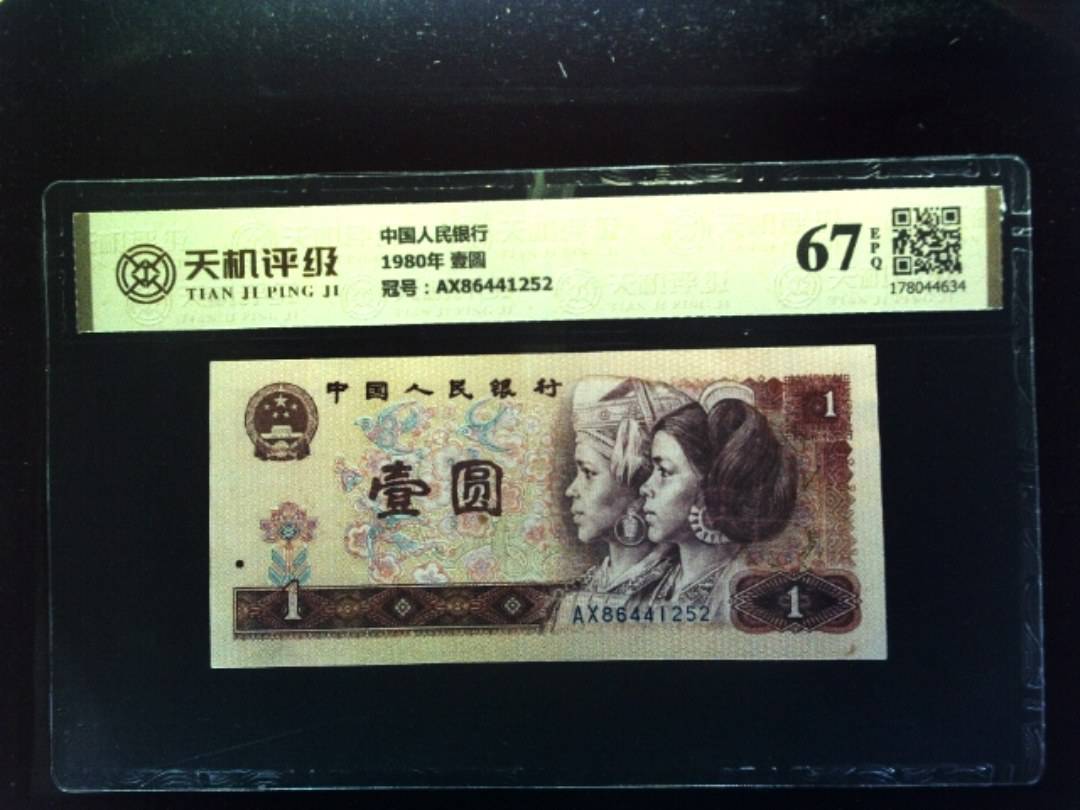 天机评级
TIAN JI PING JI
中国人民银行
1980年 壹圆
冠号：AX86441252
67
EPQ
178044634
中国人民银行
1
壹圆
1
AX86441252
1